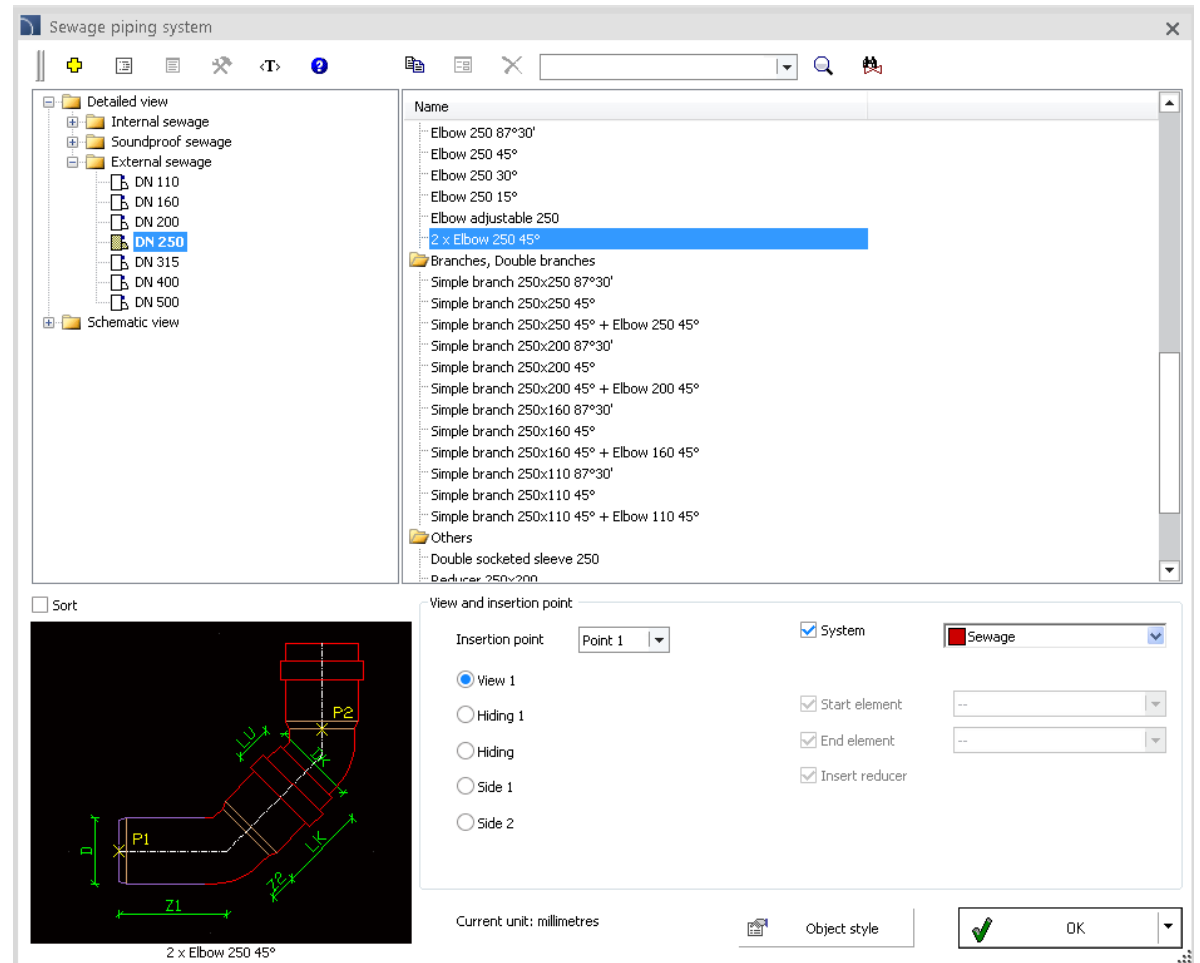 Sewage piping system
<T>
Detailed view
Internal sewage
Soundproof sewage
External sewage
DN 110
DN 160
DN 200
DN 250
DN 315
DN 400
DN 500
Schematic view
Name
Elbow 250 87°30'
Elbow 250 45°
Elbow 250 30°
Elbow 250 15°
Elbow adjustable 250
2 x Elbow 250 45°
Branches, Double branches
Simple branch 250x250 87°30'
Simple branch 250x250 45°
Simple branch 250x250 45° + Elbow 250 45°
Simple branch 250x200 87°30'
Simple branch 250x200 45°
Simple branch 250x200 45° + Elbow 200 45°
Simple branch 250x160 87°30'
Simple branch 250x160 45°
Simple branch 250x160 45° + Elbow 160 45°
Simple branch 250x110 87°30'
Simple branch 250x110 45°
Simple branch 250x110 45° + Elbow 110 45°
Others
Double socketed sleeve 250
Reducer 250x200
Sort
P2
LU
DK
P1
D
LK
Z2
Z1
2 x Elbow 250 45°
View and insertion point
Insertion point Point 1
View 1
Hiding 1
Hiding
Side 1
Side 2
System Sewage
Start element --
End element --
Insert reducer
Current unit: millimetres
Object style
OK